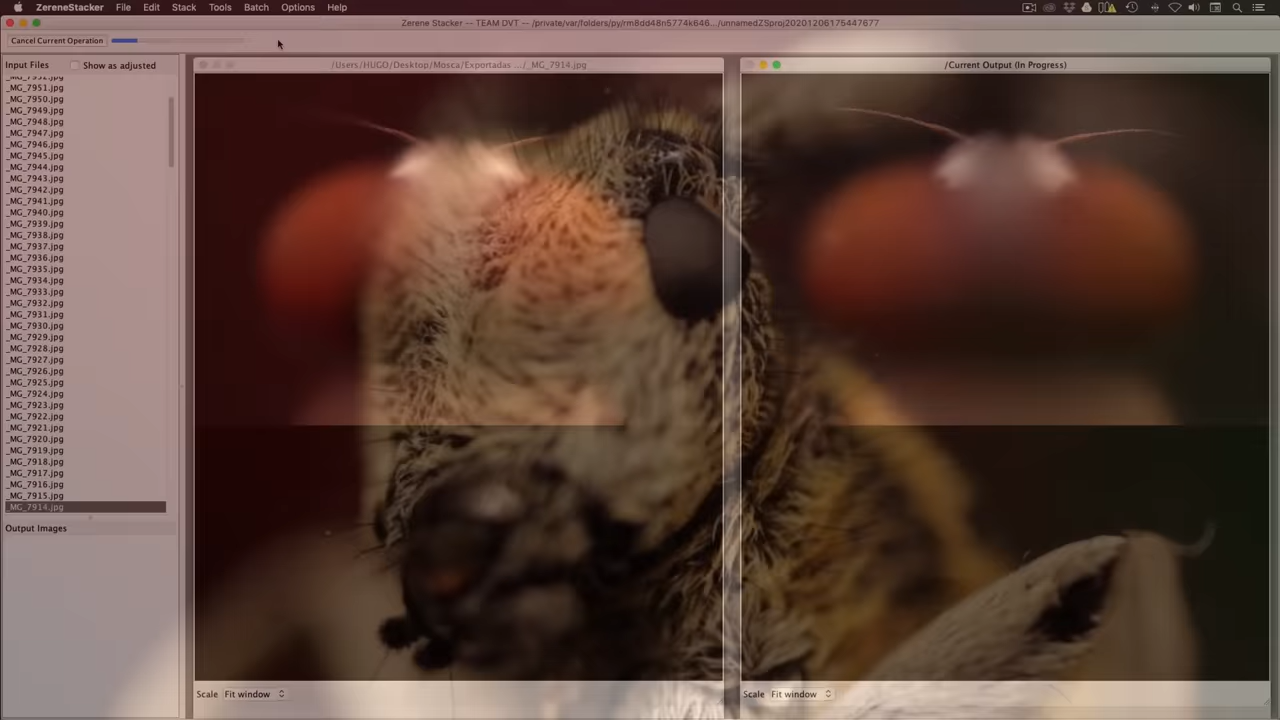 ZereneStacker File Edit Stack Tools Batch Options Help
Zerene Stacker -- TEAM DVT -- /private/var/folders/py/rm8dd48n5774k646.../unnamedZSproj20201206175447677
Cancel Current Operation
Input Files Show as adjusted
_MG_7952.jpg
_MG_7951.jpg
_MG_7950.jpg
_MG_7949.jpg
_MG_7948.jpg
_MG_7947.jpg
_MG_7946.jpg
_MG_7945.jpg
_MG_7944.jpg
_MG_7943.jpg
_MG_7942.jpg
_MG_7941.jpg
_MG_7940.jpg
_MG_7939.jpg
_MG_7938.jpg
_MG_7937.jpg
_MG_7936.jpg
_MG_7935.jpg
_MG_7934.jpg
_MG_7933.jpg
_MG_7932.jpg
_MG_7931.jpg
_MG_7930.jpg
_MG_7929.jpg
_MG_7928.jpg
_MG_7927.jpg
_MG_7926.jpg
_MG_7925.jpg
_MG_7924.jpg
_MG_7923.jpg
_MG_7922.jpg
_MG_7921.jpg
_MG_7920.jpg
_MG_7919.jpg
_MG_7918.jpg
_MG_7917.jpg
_MG_7916.jpg
_MG_7915.jpg
_MG_7914.jpg
Output Images
/Users/HUGO/Desktop/Mosca/Exportadas .../_MG_7914.jpg
Scale Fit window
/Current Output (In Progress)
Scale Fit window